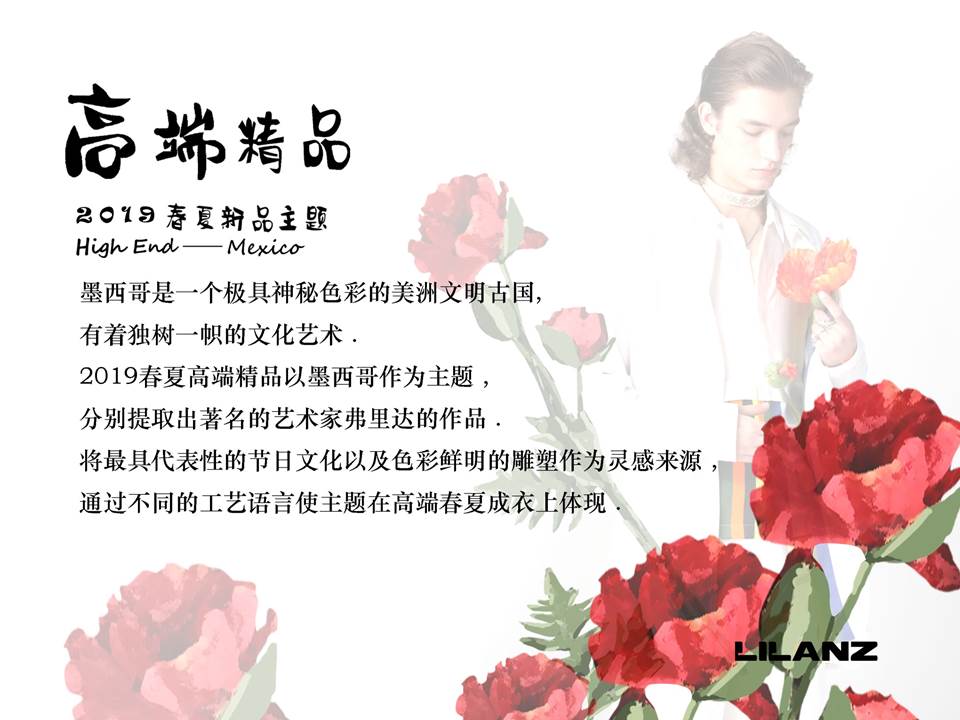 高端精品
2019春夏新品主题
High End —— Mexico
墨西哥是一个极具神秘色彩的美洲文明古国,
有着独树一帜的文化艺术．
2019春夏高端精品以墨西哥作为主题，
分别提取出著名的艺术家弗里达的作品．
将最具代表性的节日文化以及色彩鲜明的雕塑作为灵感来源，
通过不同的工艺语言使主题在高端春夏成衣上体现．
LILANZ